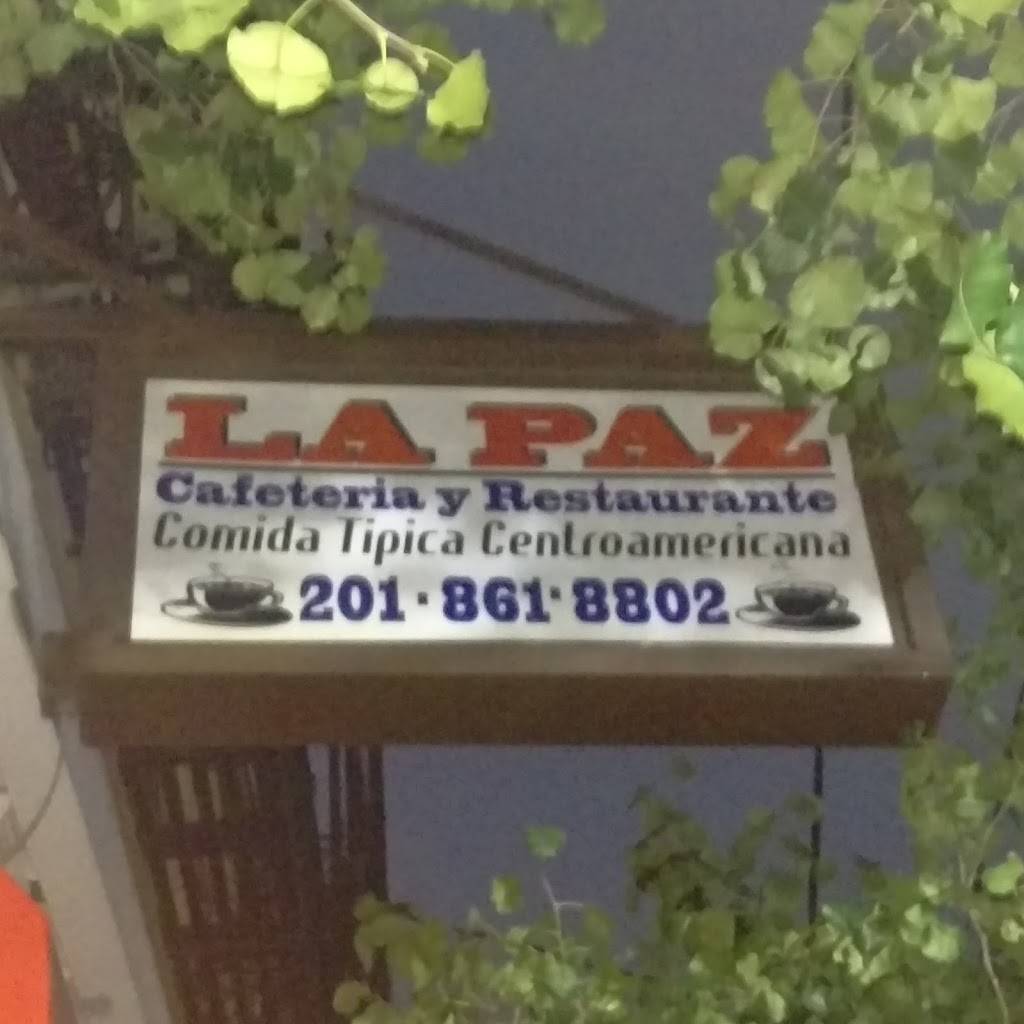 LA PAZ
Cafeteria y Restaurante
Comida Tipica Centroamericana
201·861·8802